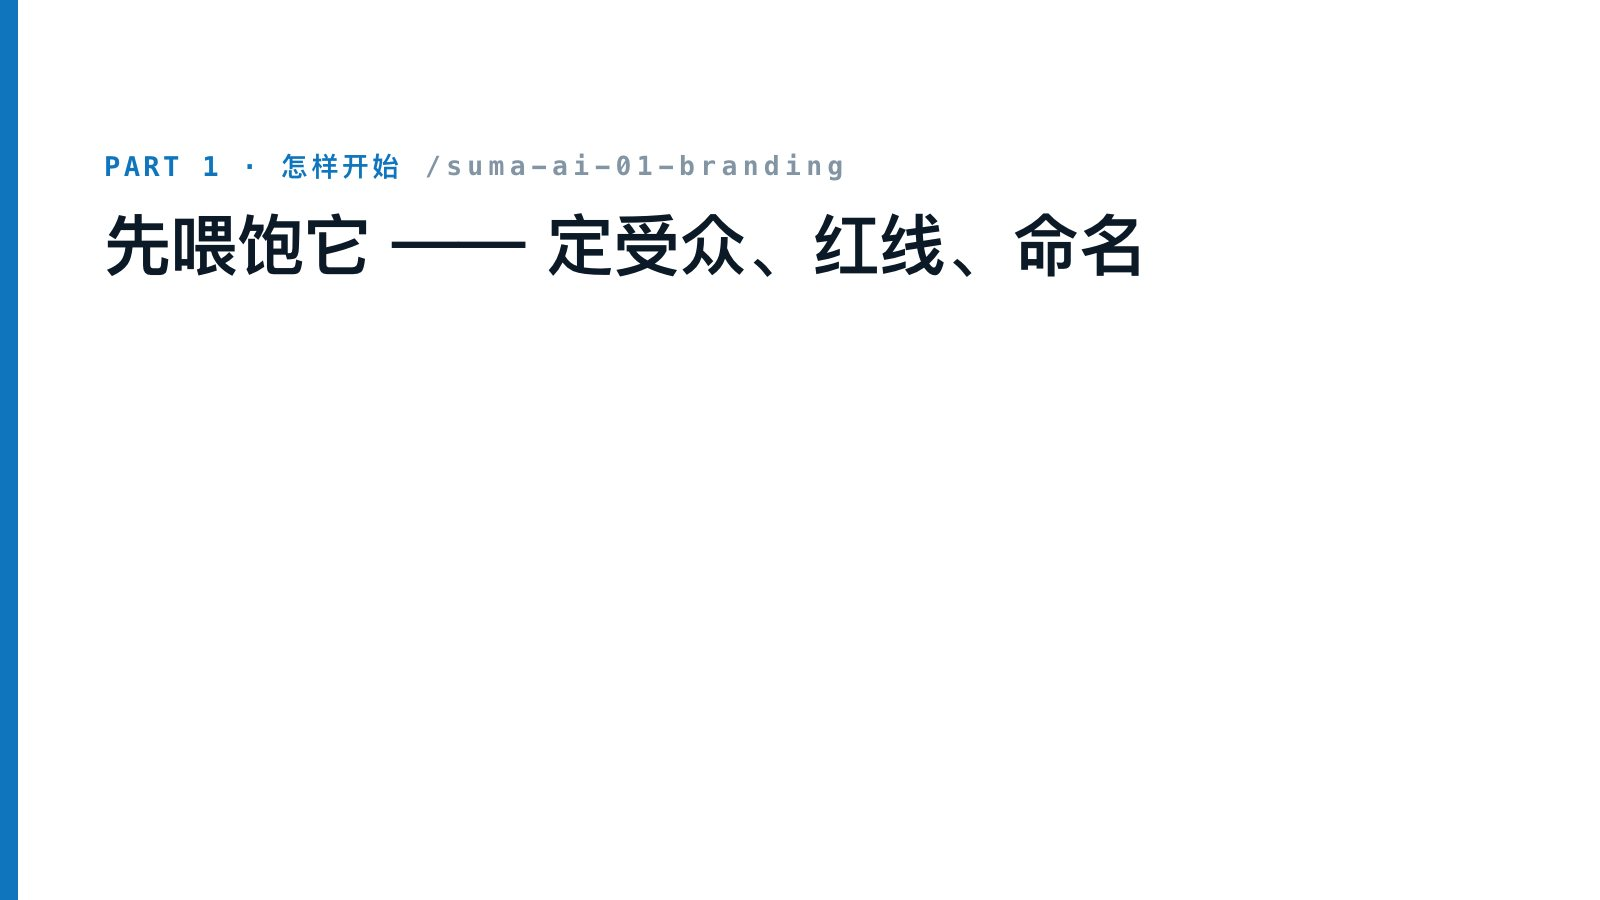 PART 1 · 怎样开始 /suma-ai-01-branding
先喂饱它 —— 定受众、红线、命名